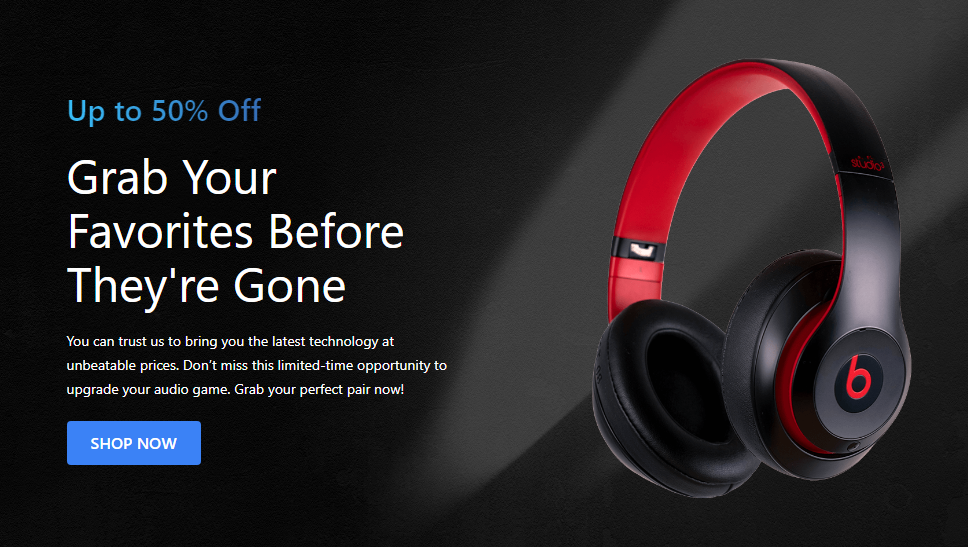 Up to 50% Off
Grab Your
Favorites Before
They're Gone
You can trust us to bring you the latest technology at
unbeatable prices. Don’t miss this limited-time opportunity to
upgrade your audio game. Grab your perfect pair now!
SHOP NOW
studio3
b